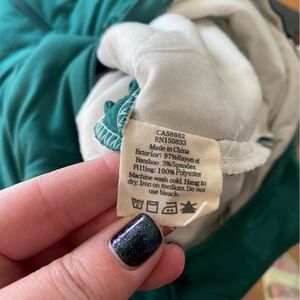 CA58882
RN150833
Made in China
Exterior: 97%Rayon of
Bamboo 3%Spandex
Filling: 100% Polyester
Machine wash cold. Hang to
dry. Iron on medium. Do not
use bleach.